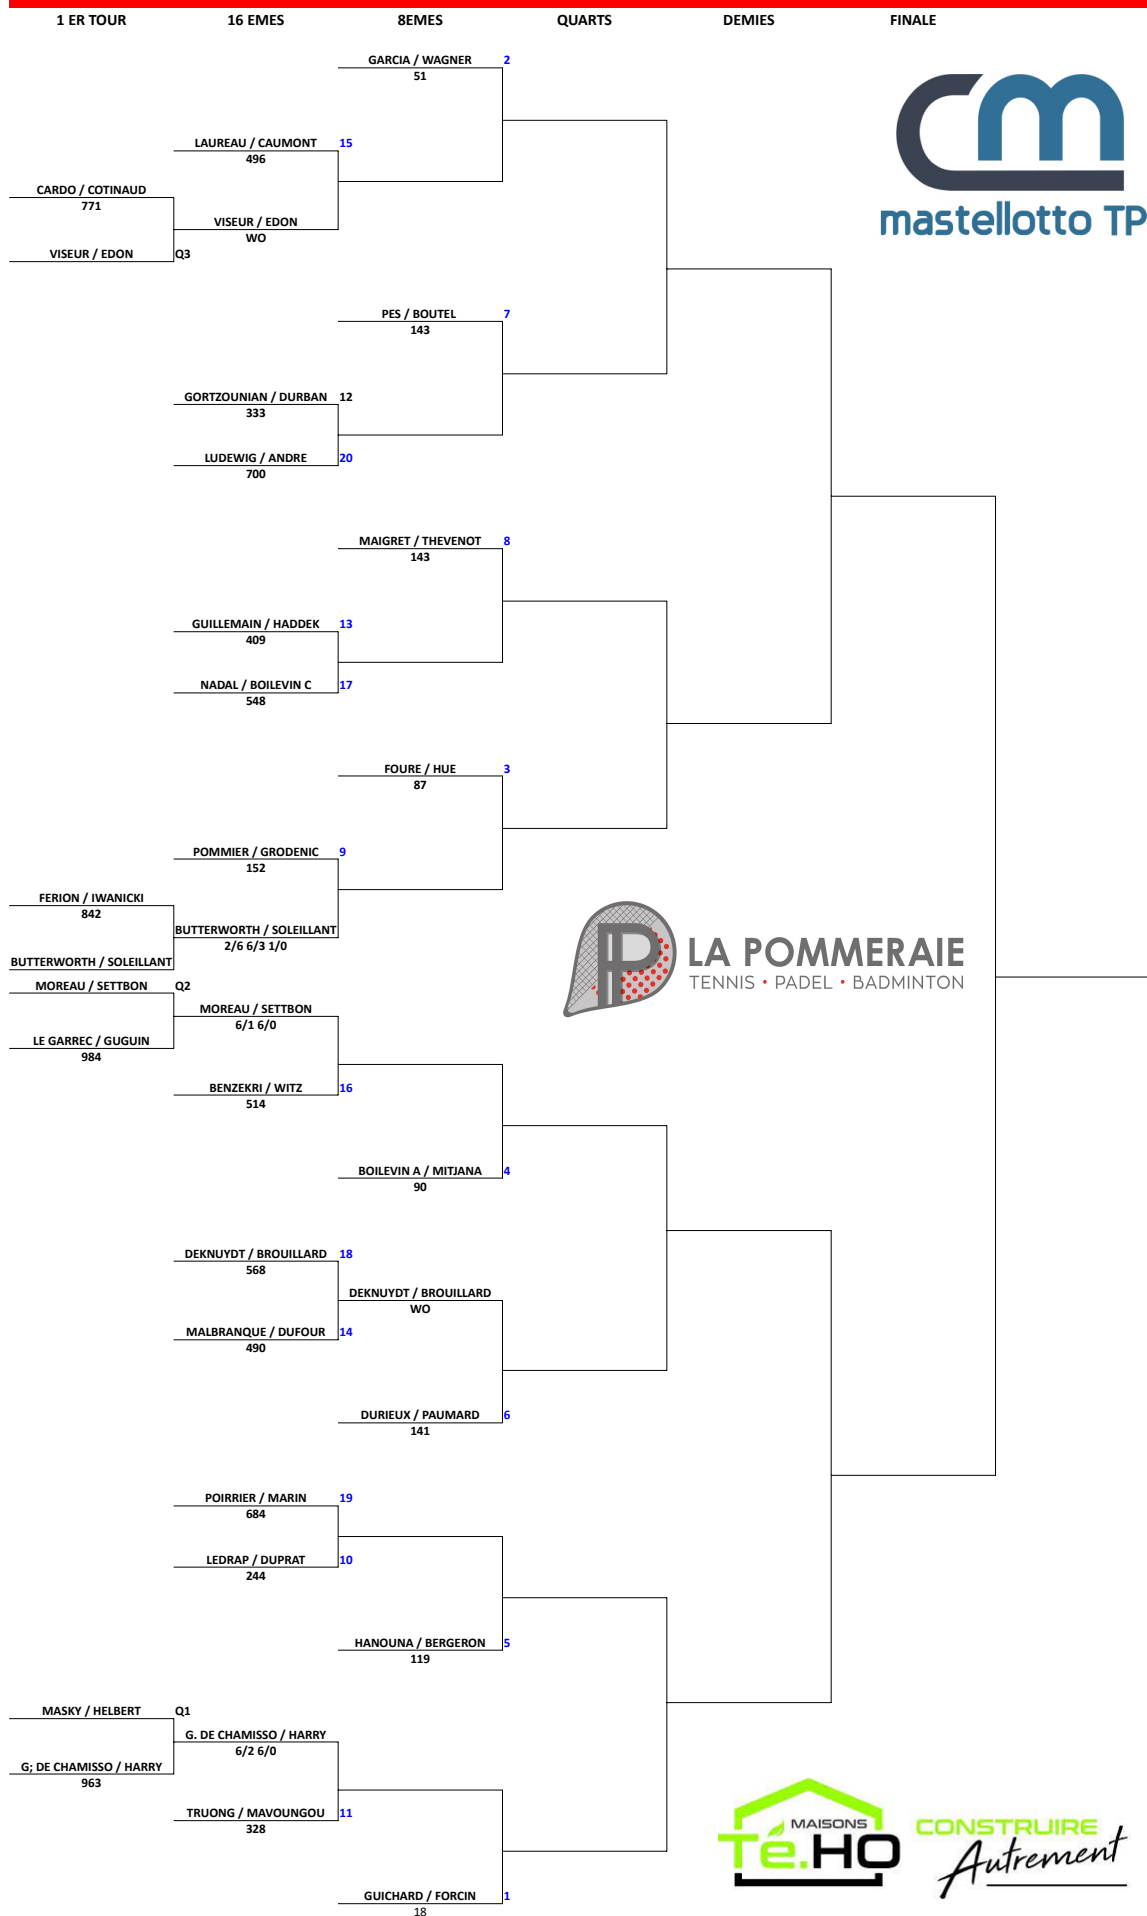 1 ER TOUR 16 EMES 8EMES QUARTS DEMIES FINALE
GARCIA / WAGNER 2
51
mastellotto TP
LAUREAU / CAUMONT 15
496
CARDO / COTINAUD
771
VISEUR / EDON
WO
VISEUR / EDON Q3
PES / BOUTEL 7
143
GORTZOUNIAN / DURBAN 12
333
LUDEWIG / ANDRE 20
700
MAIGRET / THEVENOT 8
143
GUILLEMAIN / HADDEK 13
409
NADAL / BOILEVIN C 17
548
FOURE / HUE 3
87
POMMIER / GRODENIC 9
152
FERION / IWANICKI
842
BUTTERWORTH / SOLEILLANT
2/6 6/3 1/0
BUTTERWORTH / SOLEILLANT
LA POMMERAIE
TENNIS • PADEL • BADMINTON
MOREAU / SETTBON Q2
MOREAU / SETTBON
6/1 6/0
LE GARREC / GUGUIN
984
BENZEKRI / WITZ 16
514
BOILEVIN A / MITJANA 4
90
DEKNUYDT / BROUILLARD 18
568
DEKNUYDT / BROUILLARD
WO
MALBRANQUE / DUFOUR 14
490
DURIEUX / PAUMARD 6
141
POIRRIER / MARIN 19
684
LEDRAP / DUPRAT 10
244
HANOUNA / BERGERON 5
119
MASKY / HELBERT Q1
G. DE CHAMISSO / HARRY
6/2 6/0
G; DE CHAMISSO / HARRY
963
TRUONG / MAVOUNGOU 11
328
MAISONS
Té.HO
CONSTRUIRE
Autrement
GUICHARD / FORCIN 1
18